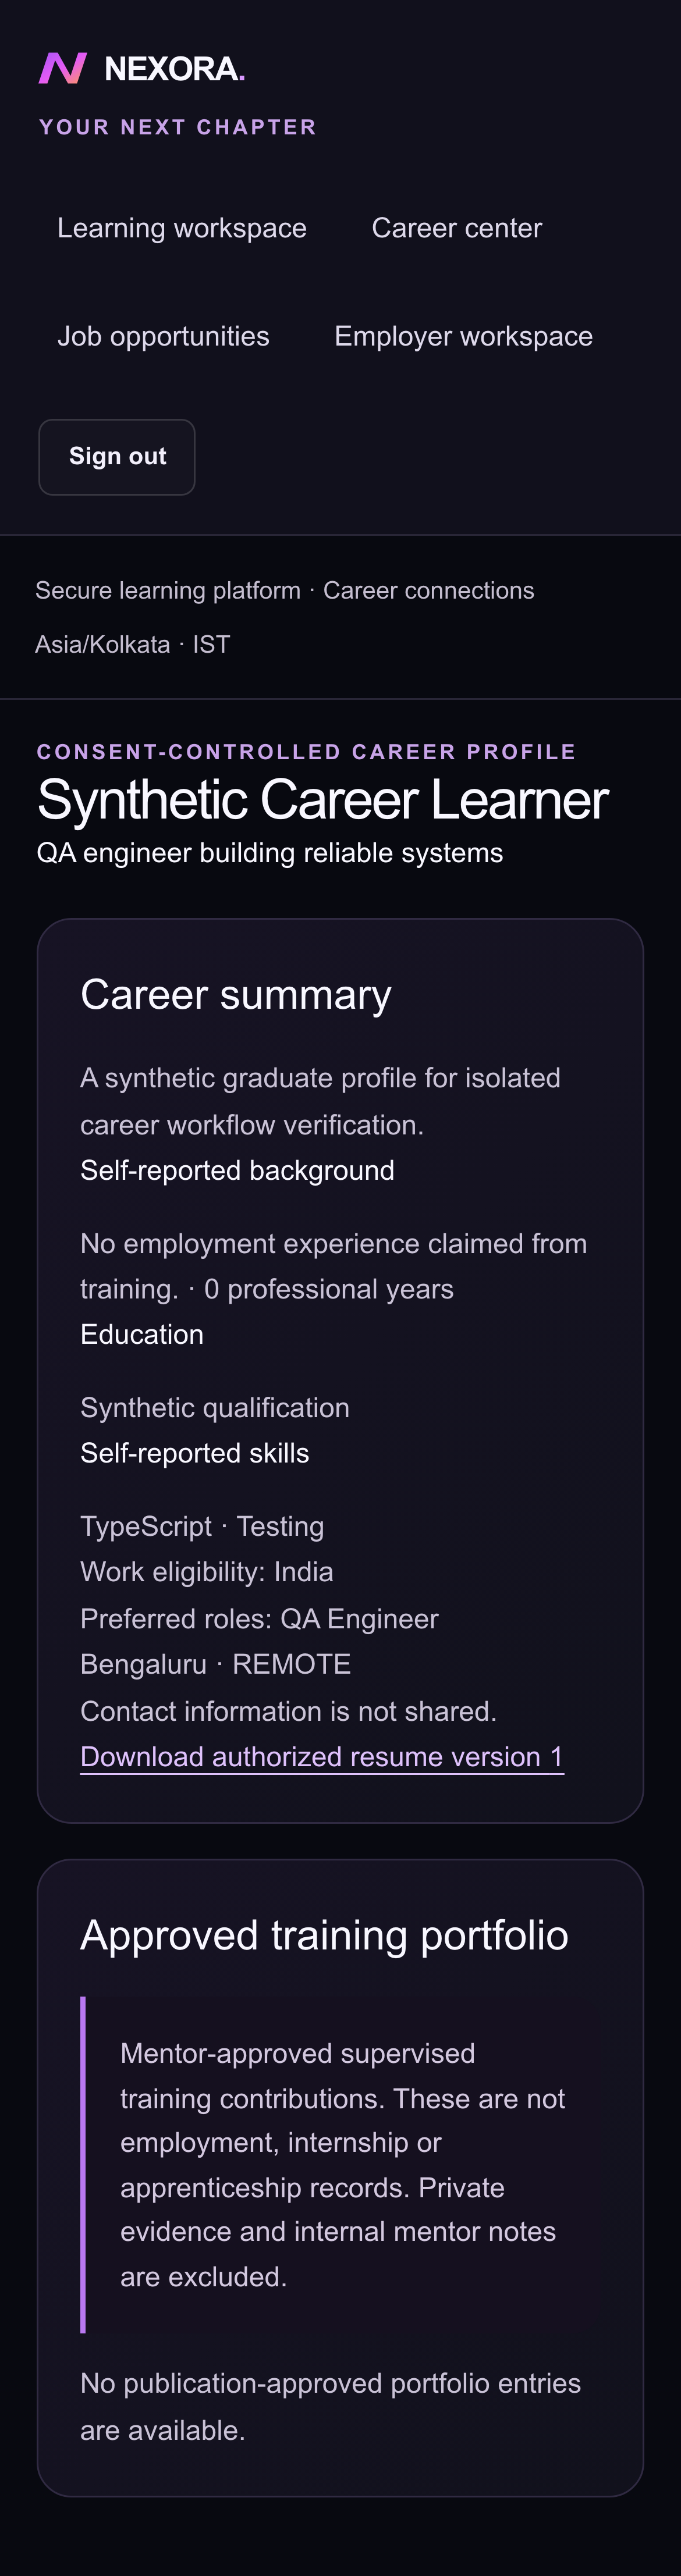 NEXORA.
YOUR NEXT CHAPTER
Learning workspace Career center
Job opportunities Employer workspace
Sign out
Secure learning platform · Career connections
Asia/Kolkata · IST
CONSENT-CONTROLLED CAREER PROFILE
Synthetic Career Learner
QA engineer building reliable systems
Career summary
A synthetic graduate profile for isolated
career workflow verification.
Self-reported background
No employment experience claimed from
training. · 0 professional years
Education
Synthetic qualification
Self-reported skills
TypeScript · Testing
Work eligibility: India
Preferred roles: QA Engineer
Bengaluru · REMOTE
Contact information is not shared.
Download authorized resume version 1
Approved training portfolio
Mentor-approved supervised
training contributions. These are not
employment, internship or
apprenticeship records. Private
evidence and internal mentor notes
are excluded.
No publication-approved portfolio entries
are available.